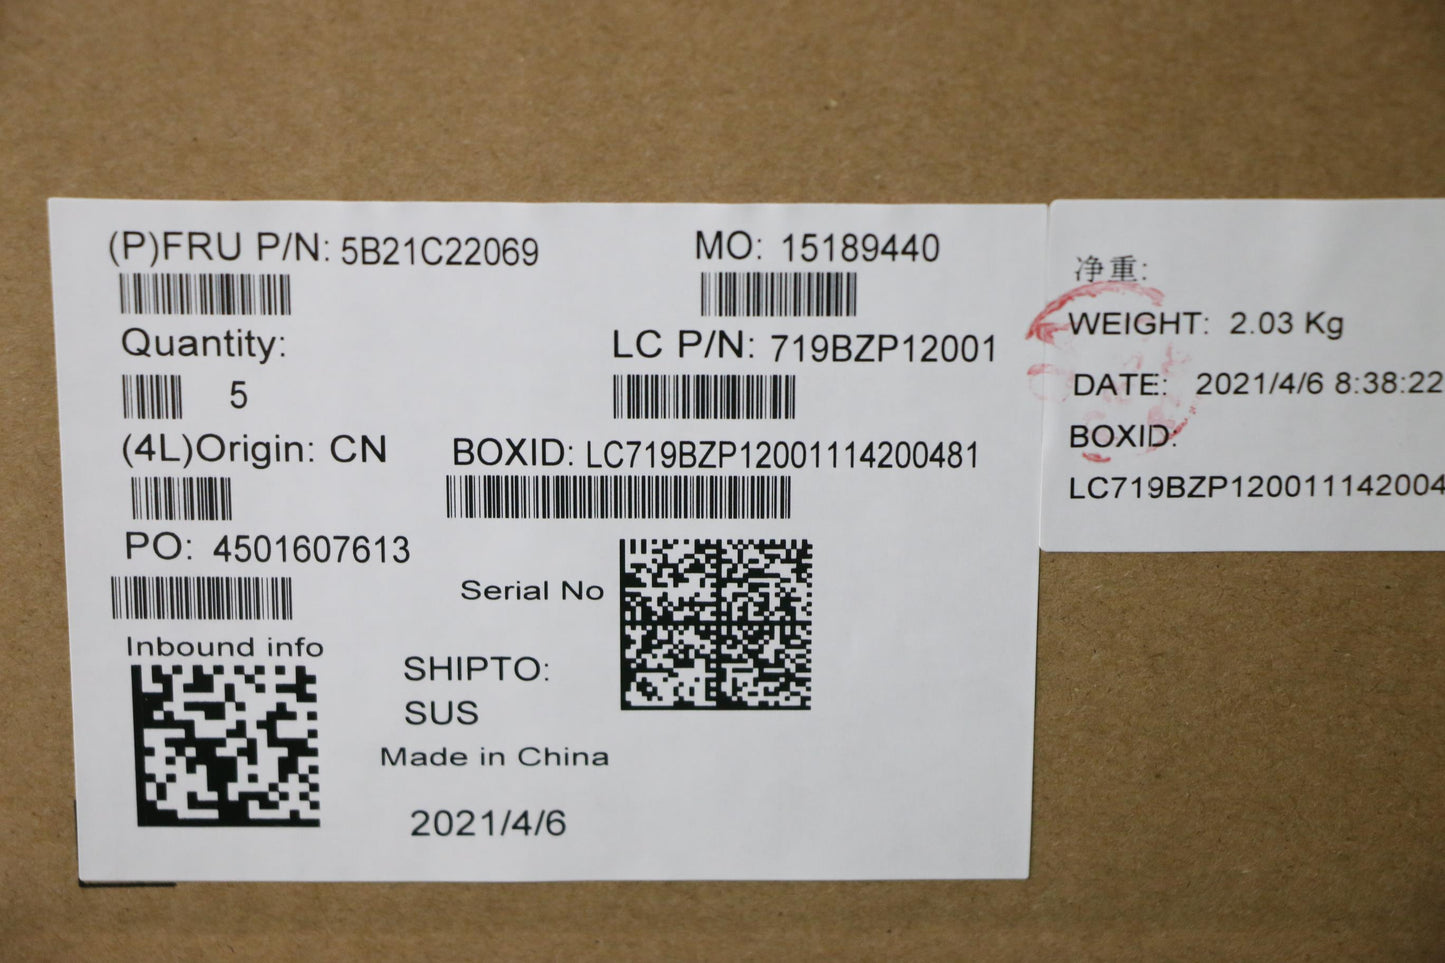 (P)FRU P/N: 5B21C22069
MO: 15189440
Quantity:
5
LC P/N: 719BZP12001
(4L)Origin: CN
BOXID: LC719BZP12001114200481
PO: 4501607613
Serial No
Inbound info
SHIPTO:
SUS
Made in China
2021/4/6
净重:
WEIGHT: 2.03 Kg
DATE: 2021/4/6 8:38:22
BOXID:
LC719BZP120011142004